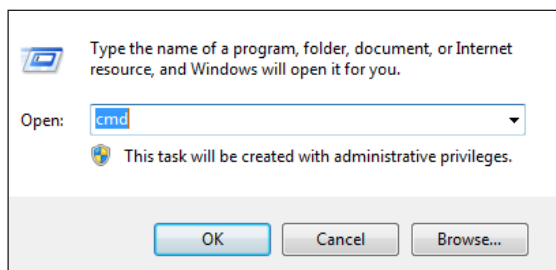 Type the name of a program, folder, document, or Internet
resource, and Windows will open it for you.
Open: cmd
This task will be created with administrative privileges.
OK Cancel Browse...